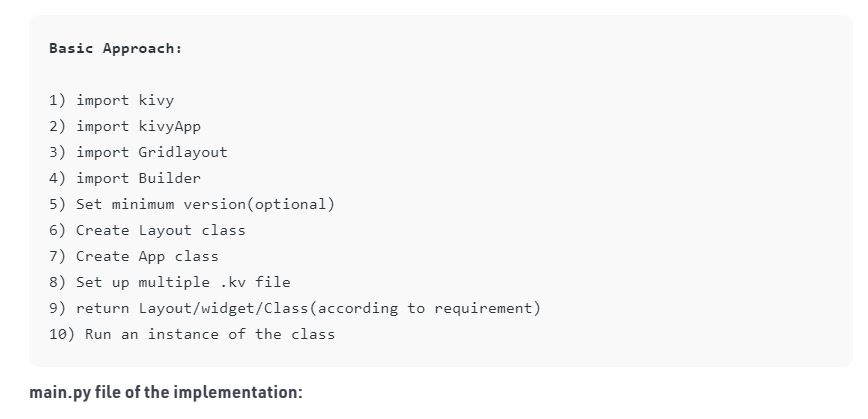 Basic Approach:
1) import kivy
2) import kivyApp
3) import Gridlayout
4) import Builder
5) Set minimum version(optional)
6) Create Layout class
7) Create App class
8) Set up multiple .kv file
9) return Layout/widget/Class(according to requirement)
10) Run an instance of the class
main.py file of the implementation: